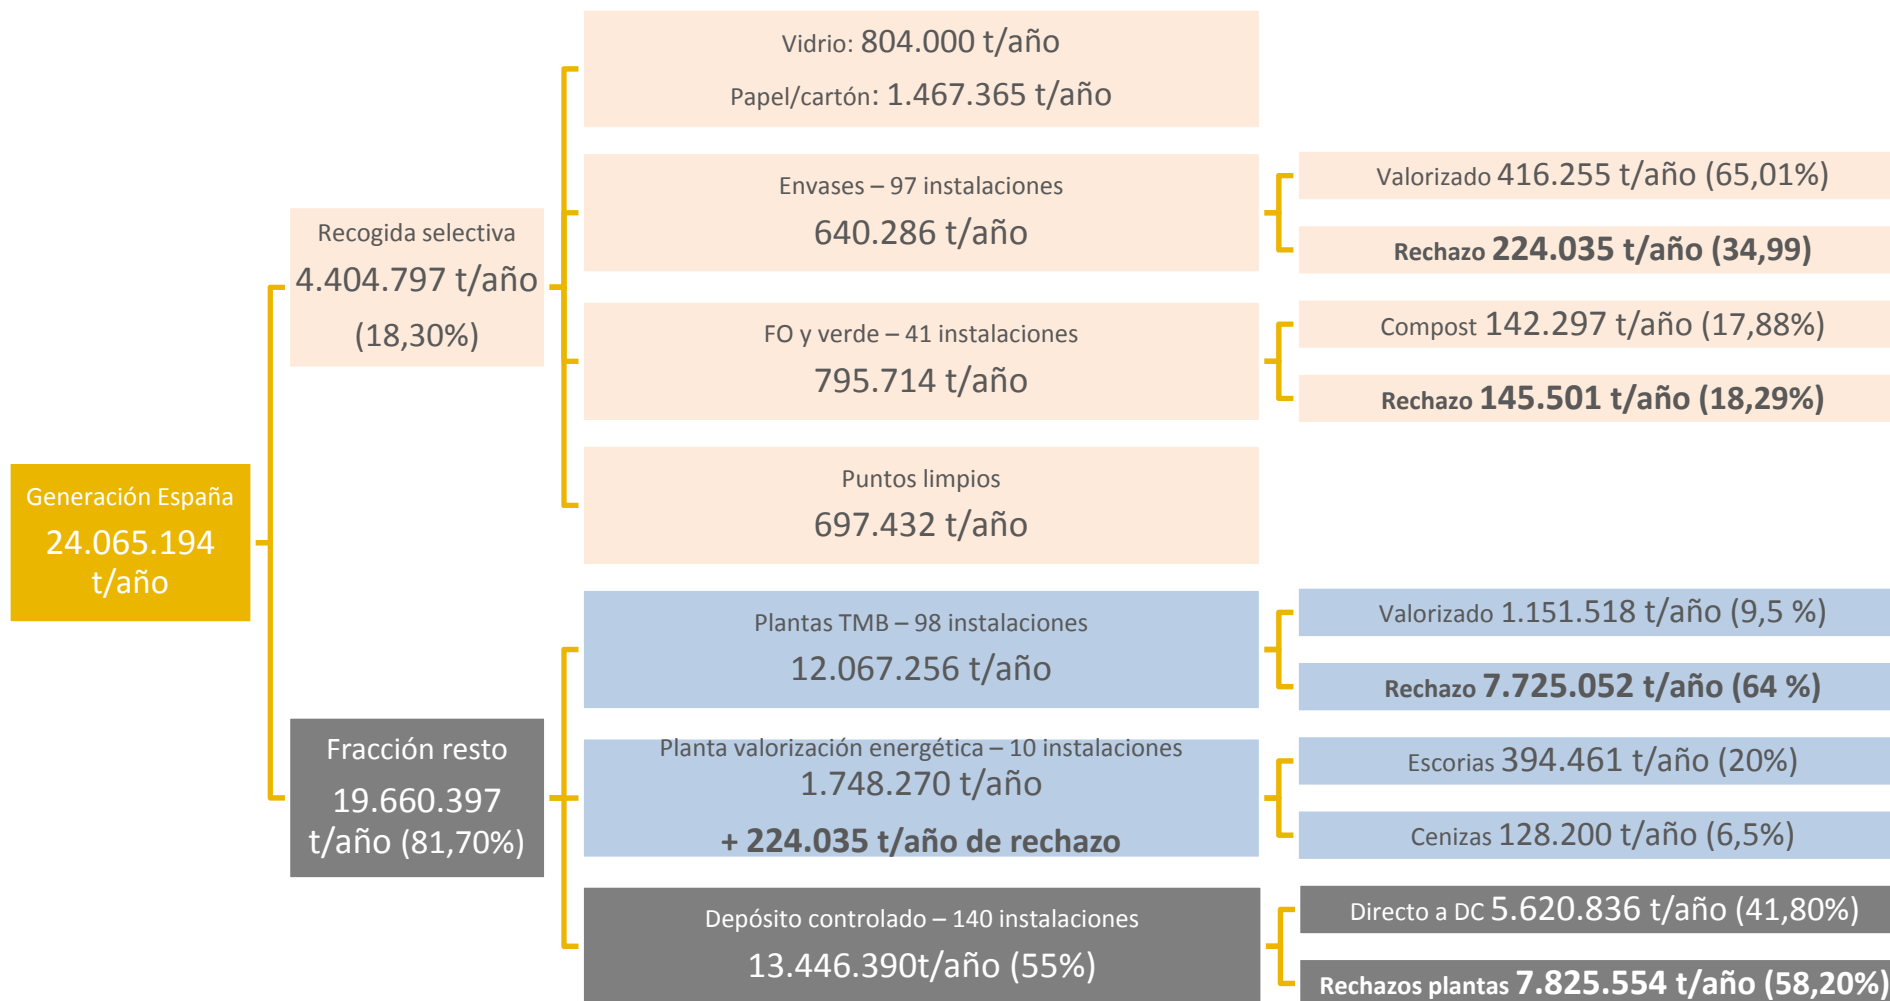 Generación España
24.065.194
t/año
Recogida selectiva
4.404.797 t/año
(18,30%)
Vidrio: 804.000 t/año
Papel/cartón: 1.467.365 t/año
Envases – 97 instalaciones
640.286 t/año
Valorizado 416.255 t/año (65,01%)
Rechazo 224.035 t/año (34,99)
FO y verde – 41 instalaciones
795.714 t/año
Compost 142.297 t/año (17,88%)
Rechazo 145.501 t/año (18,29%)
Puntos limpios
697.432 t/año
Fracción resto
19.660.397
t/año (81,70%)
Plantas TMB – 98 instalaciones
12.067.256 t/año
Valorizado 1.151.518 t/año (9,5 %)
Rechazo 7.725.052 t/año (64 %)
Planta valorización energética – 10 instalaciones
1.748.270 t/año
+ 224.035 t/año de rechazo
Escorias 394.461 t/año (20%)
Cenizas 128.200 t/año (6,5%)
Depósito controlado – 140 instalaciones
13.446.390t/año (55%)
Directo a DC 5.620.836 t/año (41,80%)
Rechazos plantas 7.825.554 t/año (58,20%)